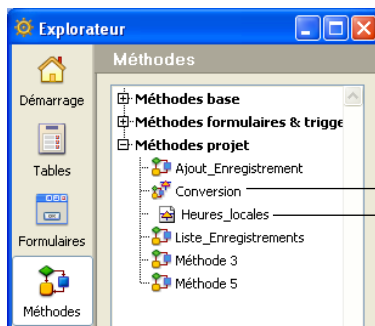 Explorateur
Méthodes
Démarrage
Tables
Formulaires
Méthodes
Méthodes base
Méthodes formulaires & trigge
Méthodes projet
Ajout_Enregistrement
Conversion
Heures_locales
Liste_Enregistrements
Méthode 3
Méthode 5